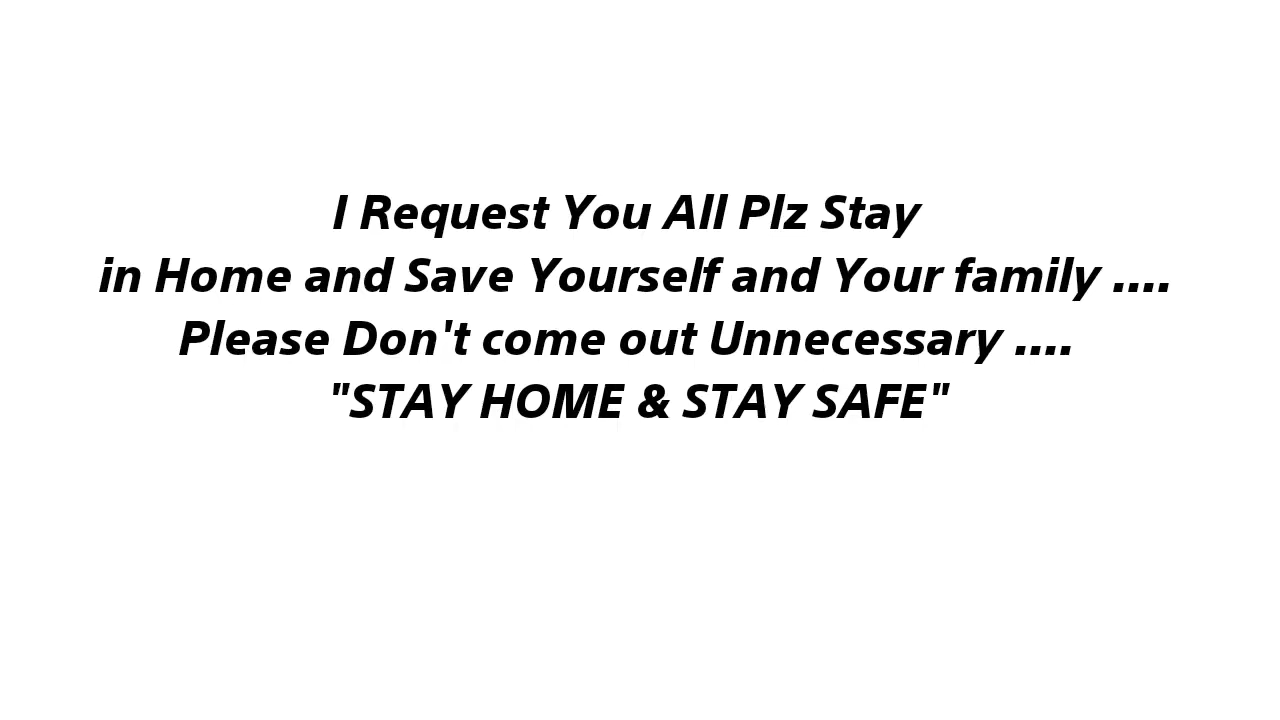 I Request You All Plz Stay
in Home and Save Yourself and Your family ....
Please Don't come out Unnecessary ....
"STAY HOME & STAY SAFE"